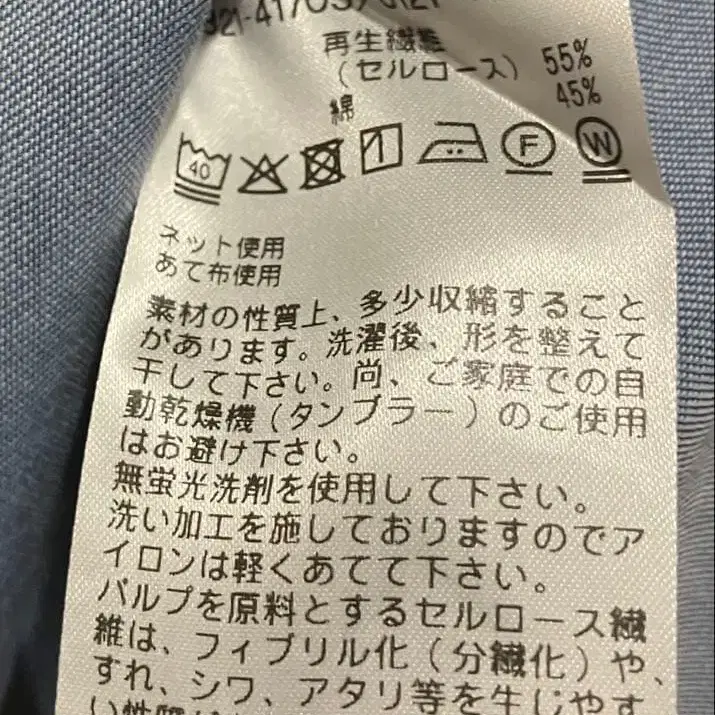 321-417
再生繊維
(セルロース) 55%
綿 45%
40 F W
ネット使用
あて布使用
素材の性質上、多少収縮すること
があります。洗濯後、形を整えて
干して下さい。尚、ご家庭での自
動乾燥機(タンブラー)のご使用
はお避け下さい。
無蛍光洗剤を使用して下さい。
洗い加工を施しておりますのでア
イロンは軽くあてて下さい。
パルプを原料とするセルロース繊
維は、フィブリル化(分繊化)や、
すれ、シワ、アタリ等を生じやす
い性質が